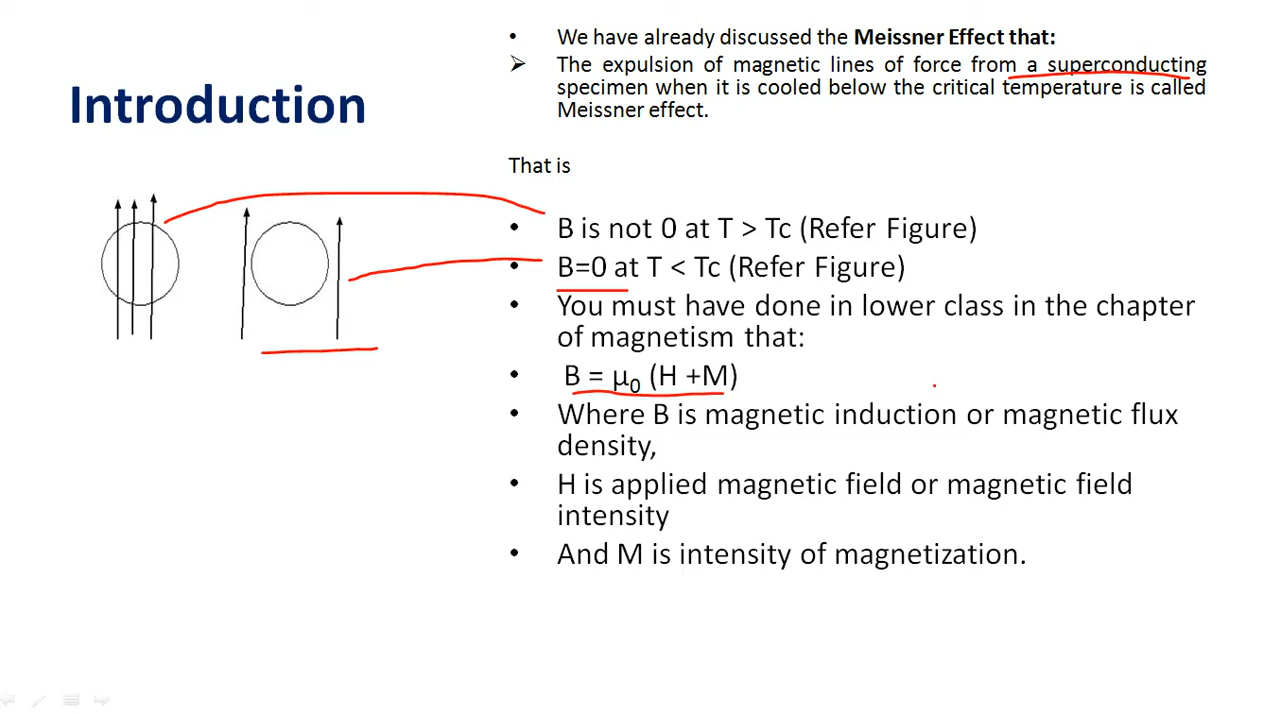 Introduction
• We have already discussed the Meissner Effect that:
➢ The expulsion of magnetic lines of force from a superconducting
specimen when it is cooled below the critical temperature is called
Meissner effect.
That is
• B is not 0 at T > Tc (Refer Figure)
• B=0 at T < Tc (Refer Figure)
• You must have done in lower class in the chapter
of magnetism that:
• B = μ₀ (H +M)
• Where B is magnetic induction or magnetic flux
density,
• H is applied magnetic field or magnetic field
intensity
• And M is intensity of magnetization.